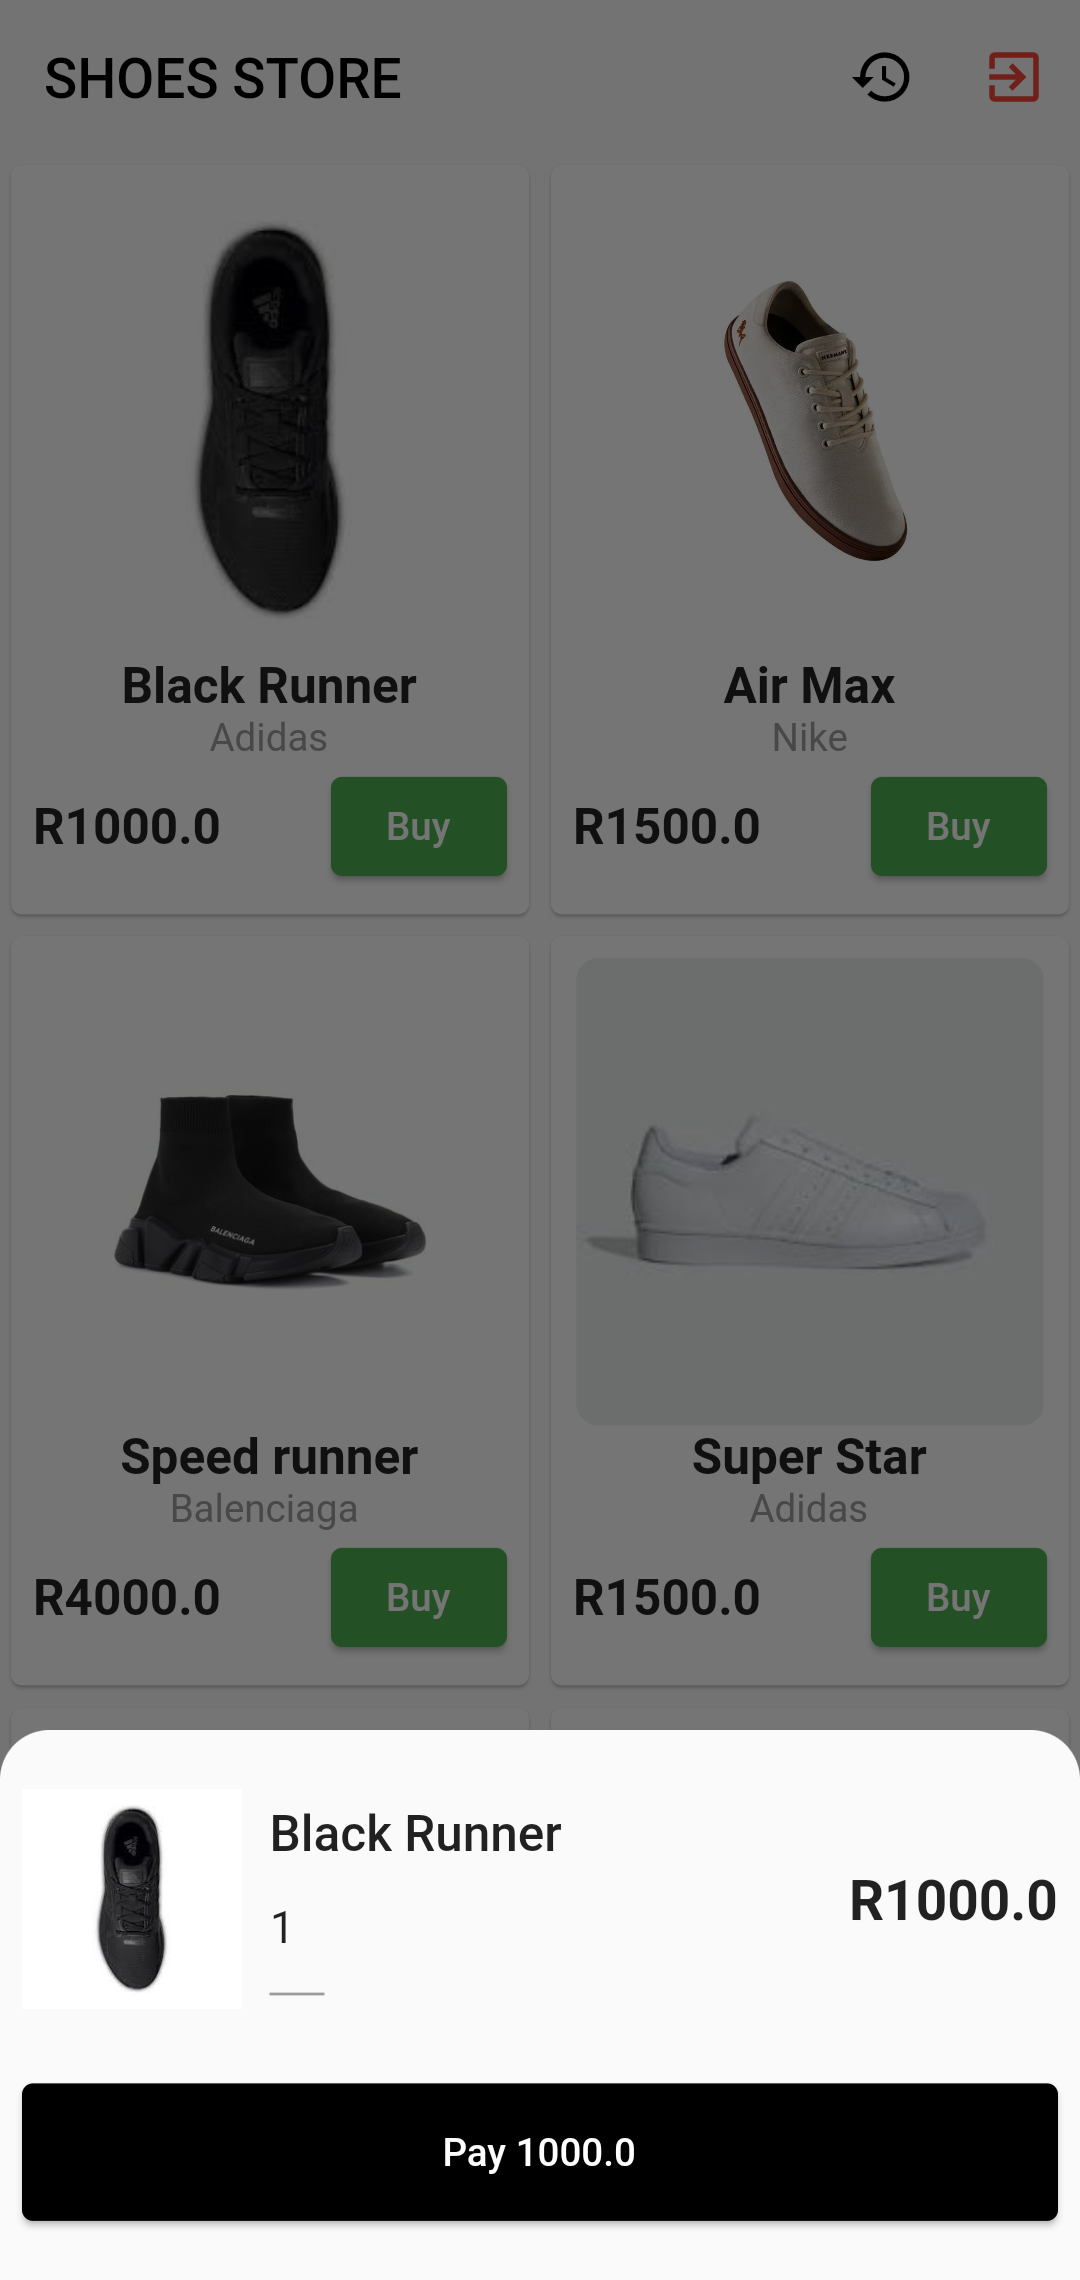 SHOES STORE
Black Runner
Adidas
R1000.0
Buy
Air Max
Nike
R1500.0
Buy
BALENCIAGA
Speed runner
Balenciaga
R4000.0
Buy
Super Star
Adidas
R1500.0
Buy
Black Runner
1
R1000.0
Pay 1000.0